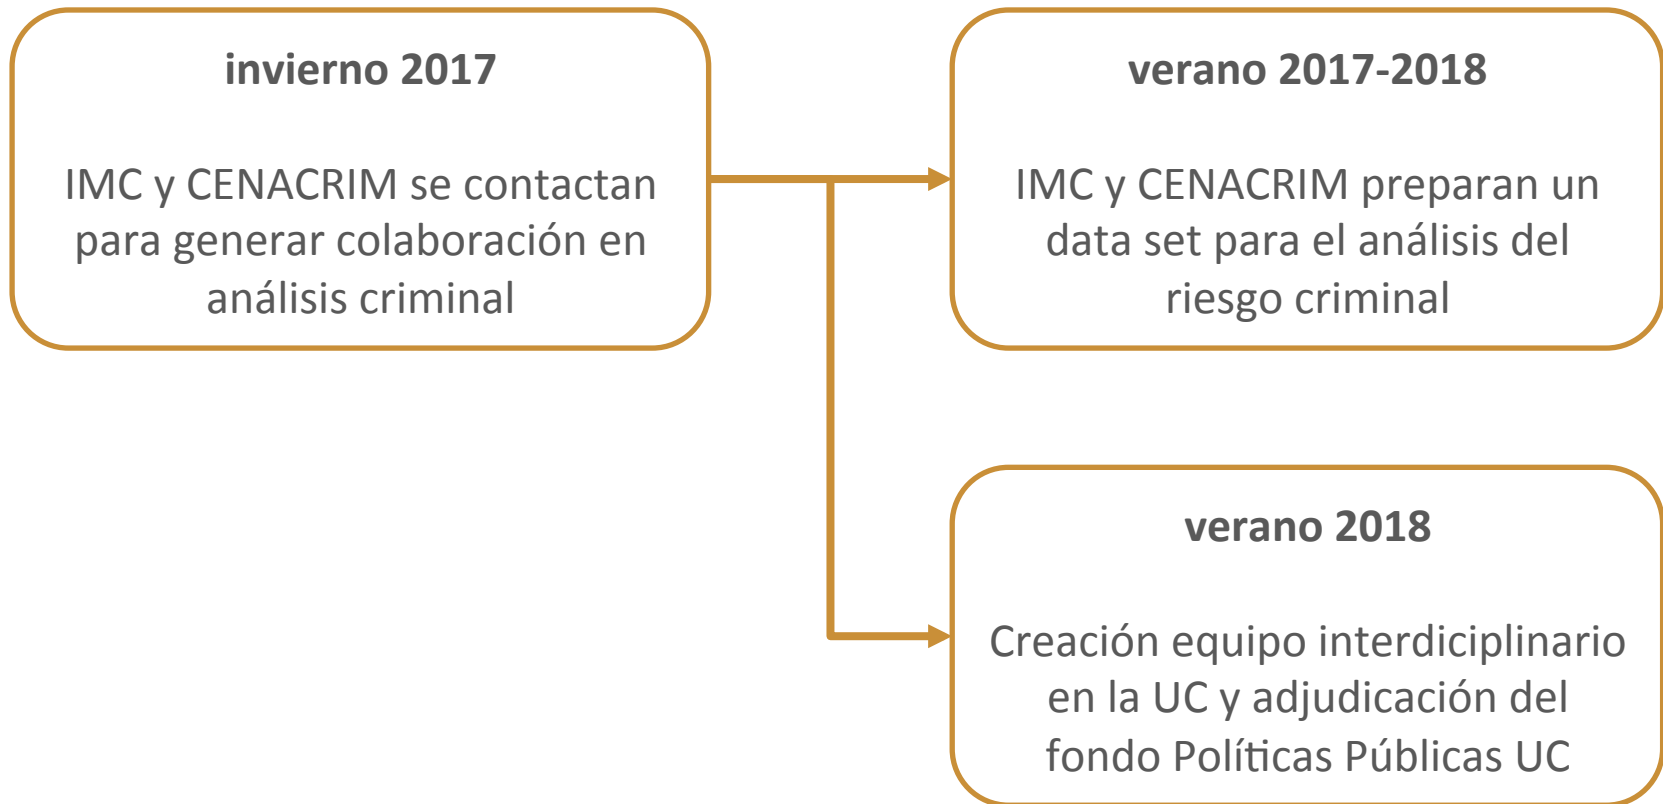 invierno 2017
IMC y CENACRIM se contactan
para generar colaboración en
análisis criminal
verano 2017-2018
IMC y CENACRIM preparan un
data set para el análisis del
riesgo criminal
verano 2018
Creación equipo interdiciplinario
en la UC y adjudicación del
fondo Políticas Públicas UC